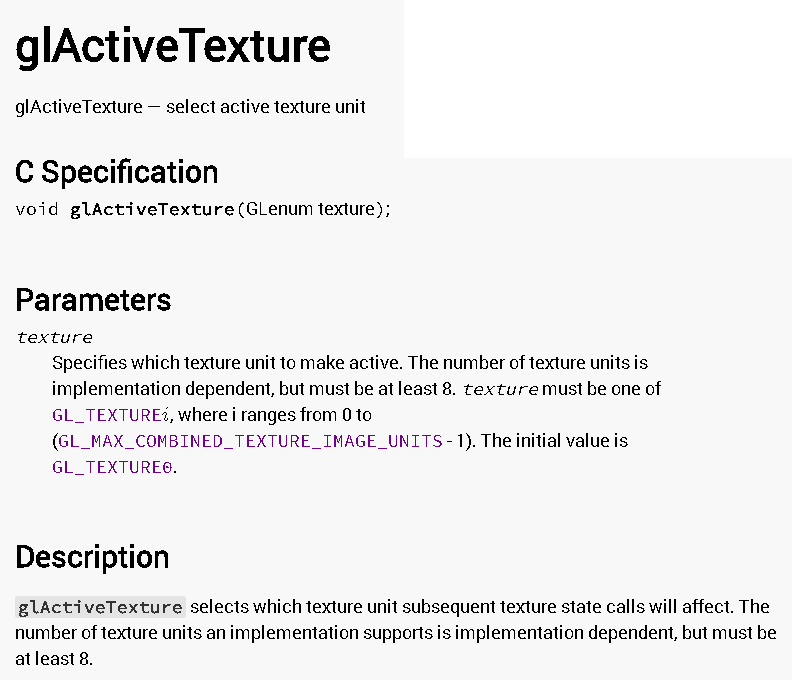 glActiveTexture
glActiveTexture — select active texture unit
C Specification
void glActiveTexture(GLenum texture);
Parameters
texture
Specifies which texture unit to make active. The number of texture units is
implementation dependent, but must be at least 8. texture must be one of
GL_TEXTUREi, where i ranges from 0 to
(GL_MAX_COMBINED_TEXTURE_IMAGE_UNITS - 1). The initial value is
GL_TEXTURE0.
Description
glActiveTexture selects which texture unit subsequent texture state calls will affect. The
number of texture units an implementation supports is implementation dependent, but must be
at least 8.